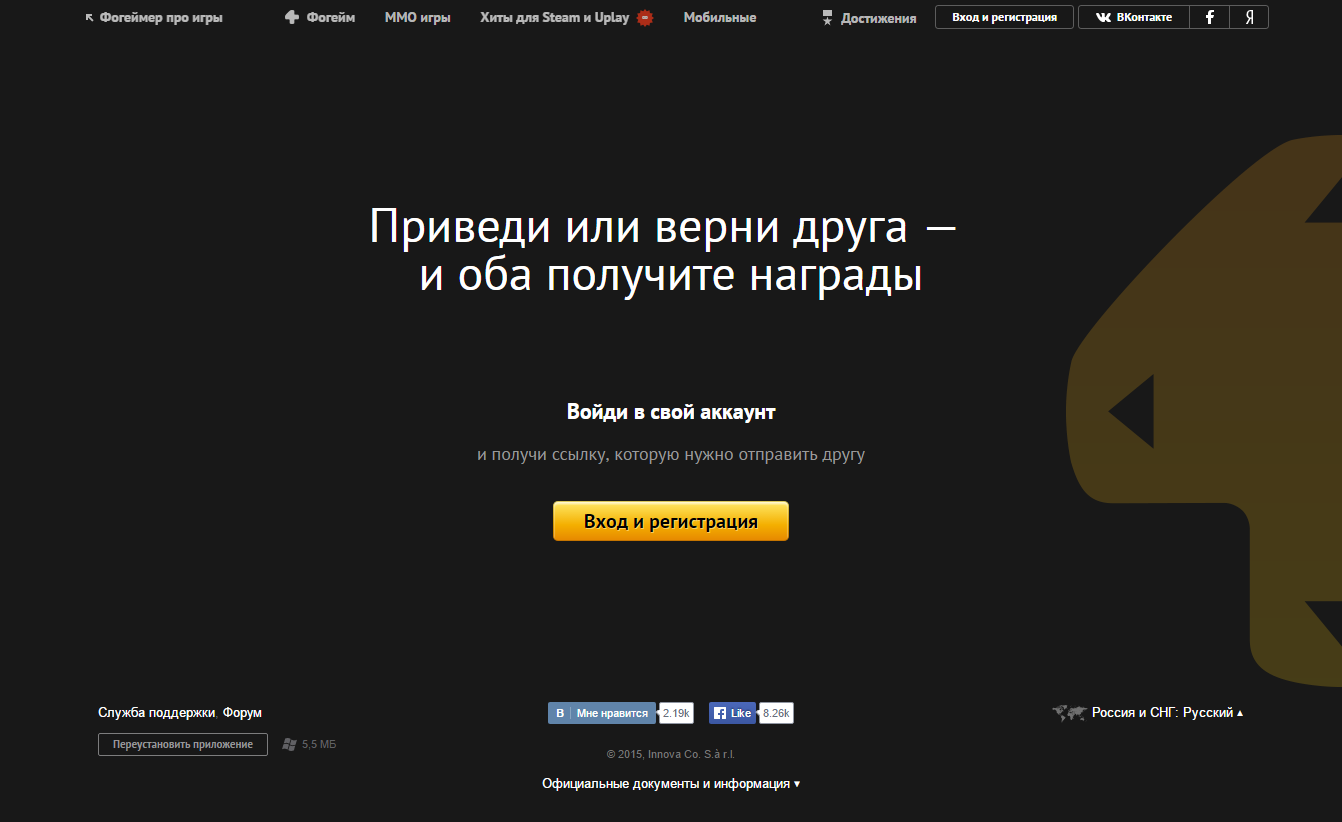 Фогеймер про игры
Фогейм
ММО игры
Хиты для Steam и Uplay
Мобильные
Достижения
Вход и регистрация
ВКонтакте
f
Я
Приведи или верни друга —
и оба получите награды
Войди в свой аккаунт
и получи ссылку, которую нужно отправить другу
Вход и регистрация
Служба поддержки, Форум
B Мне нравится 2.19k
Like 8.26k
Россия и СНГ: Русский ▴
Переустановить приложение
5,5 МБ
© 2015, Innova Co. S.à r.l.
Официальные документы и информация ▾